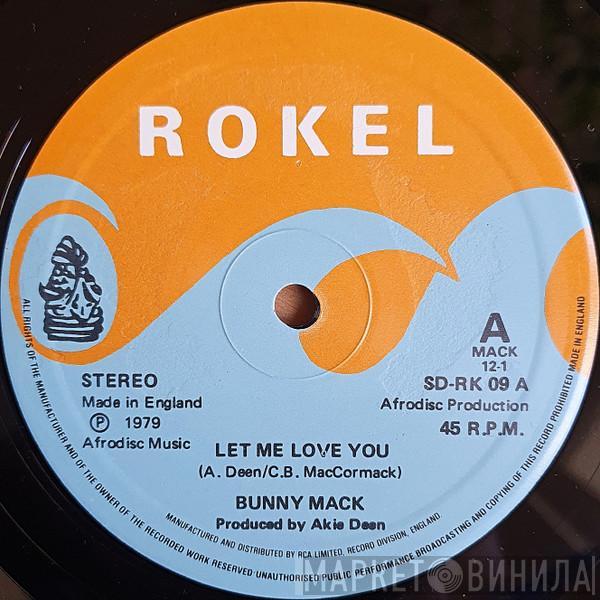 ROKEL
STEREO
Made in England
Ⓟ 1979
Afrodisc Music
A
MACK
12-1
SD-RK 09 A
Afrodisc Production
45 R.P.M.
LET ME LOVE YOU
(A. Deen/C.B. MacCormack)
BUNNY MACK
Produced by Akie Deen
MANUFACTURED AND DISTRIBUTED BY RCA LIMITED, RECORD DIVISION, ENGLAND.
ALL RIGHTS OF THE MANUFACTURER AND OF THE OWNER OF THE RECORDED WORK RESERVED·UNAUTHORISED PUBLIC PERFORMANCE BROADCASTING AND COPYING OF THIS RECORD PROHIBITED MADE IN ENGLAND
МАРКЕТ ВИНИЛА